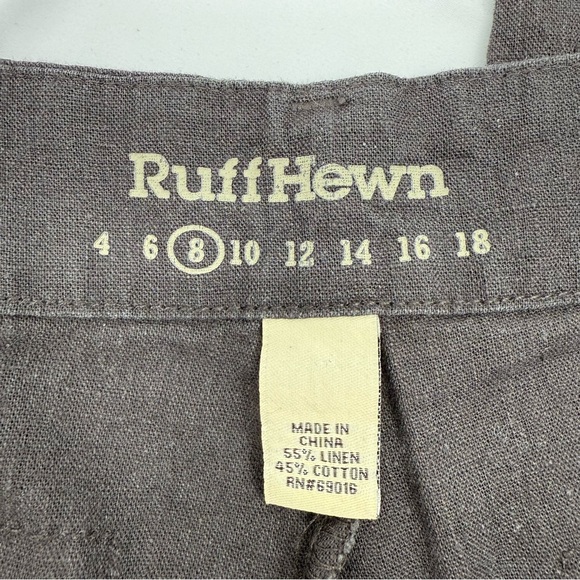 RuffHewn
4 6 8 10 12 14 16 18
MADE IN
CHINA
55% LINEN
45% COTTON
RN#69016